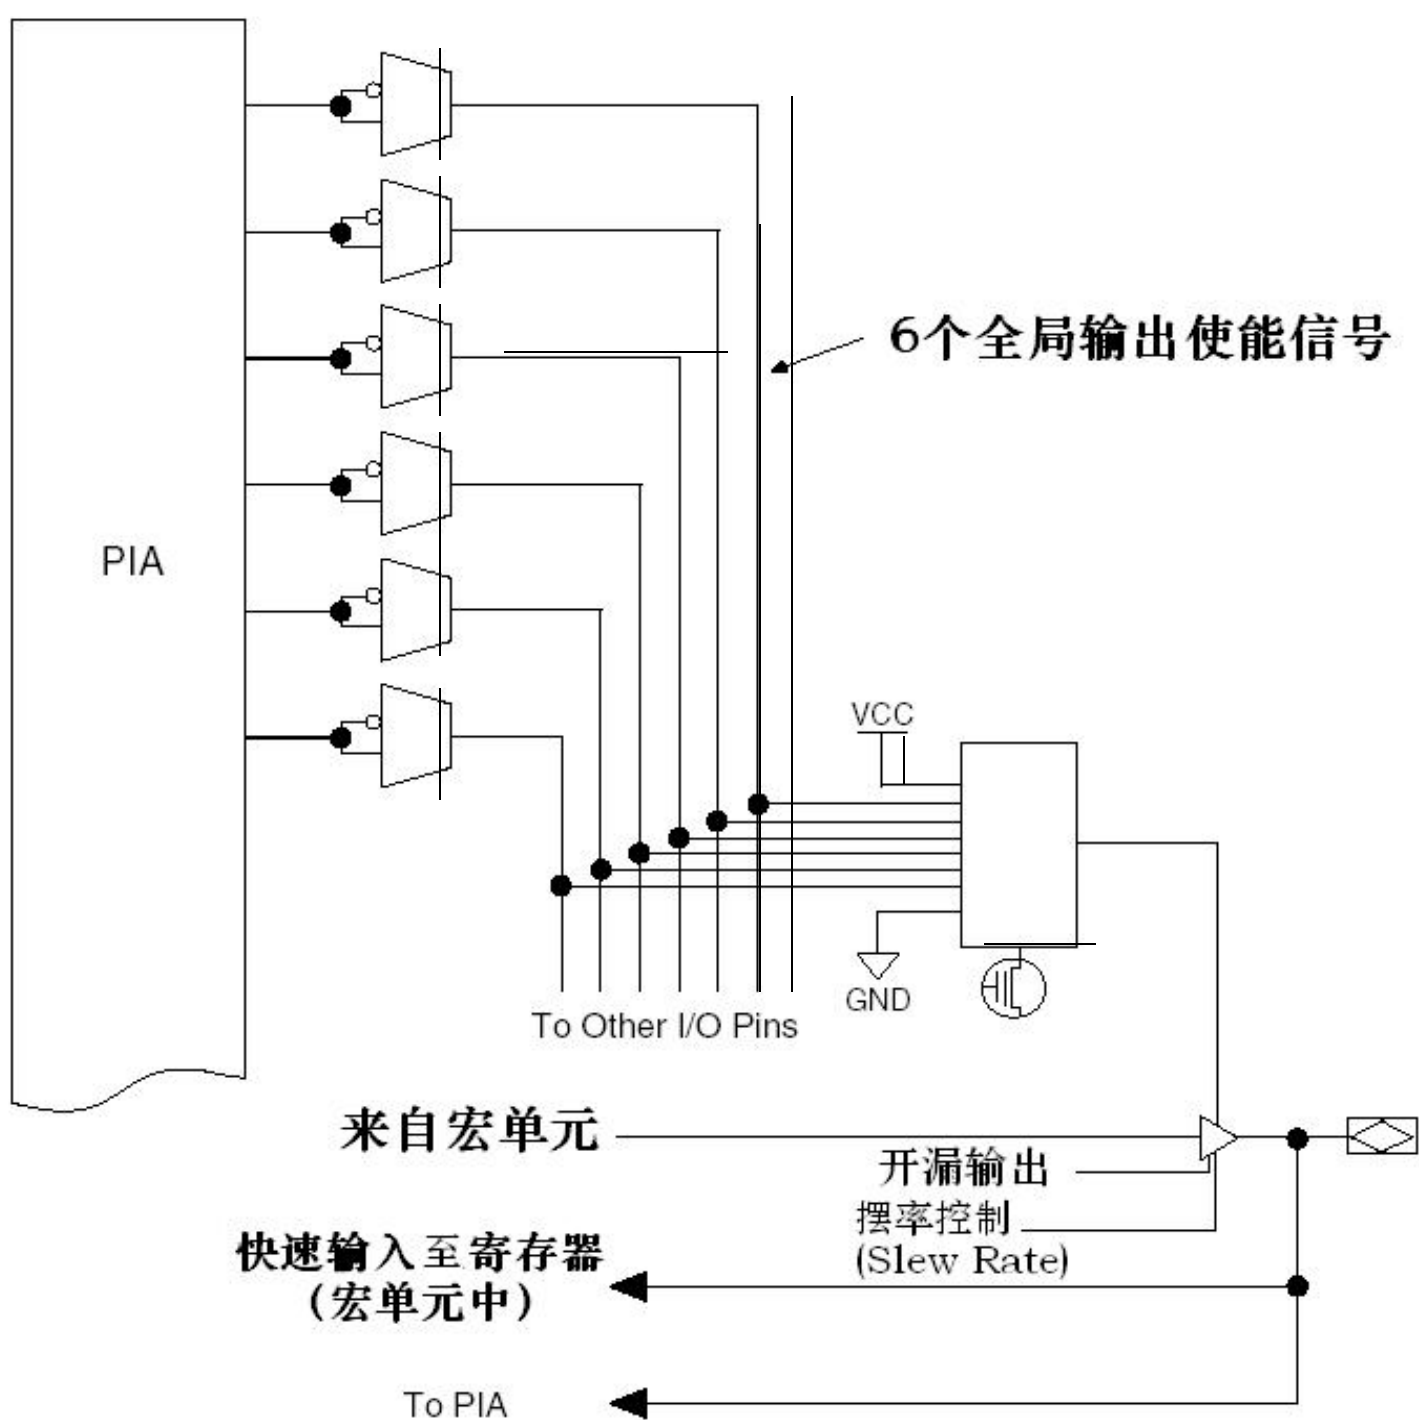 6个全局输出使能信号
PIA
VCC
GND
To Other I/O Pins
来自宏单元
开漏输出
摆率控制
(Slew Rate)
快速输入至寄存器
(宏单元中)
To PIA